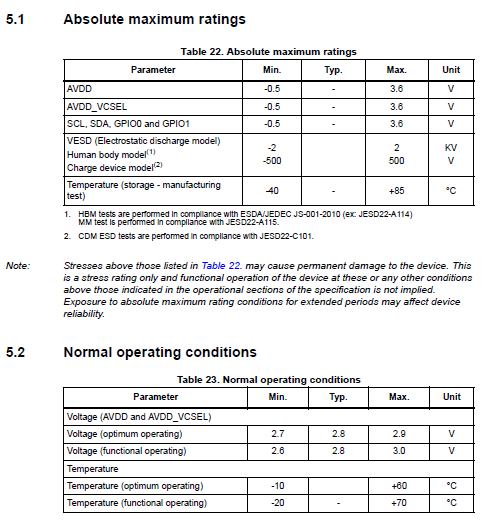 5.1 Absolute maximum ratings
Table 22. Absolute maximum ratings
Parameter Min. Typ. Max. Unit
AVDD -0.5 - 3.6 V
AVDD_VCSEL -0.5 - 3.6 V
SCL, SDA, GPIO0 and GPIO1 -0.5 - 3.6 V
VESD (Electrostatic discharge model)
Human body model(1) -2 2 KV
Charge device model(2) -500 500 V
Temperature (storage - manufacturing
test) -40 - +85 °C
1. HBM tests are performed in compliance with ESDA/JEDEC JS-001-2010 (ex: JESD22-A114)
MM test is performed in compliance with JESD22-A115.
2. CDM ESD tests are performed in compliance with JESD22-C101.
Note: Stresses above those listed in Table 22. may cause permanent damage to the device. This
is a stress rating only and functional operation of the device at these or any other conditions
above those indicated in the operational sections of the specification is not implied.
Exposure to absolute maximum rating conditions for extended periods may affect device
reliability.
5.2 Normal operating conditions
Table 23. Normal operating conditions
Parameter Min. Typ. Max. Unit
Voltage (AVDD and AVDD_VCSEL)
Voltage (optimum operating) 2.7 2.8 2.9 V
Voltage (functional operating) 2.6 2.8 3.0 V
Temperature
Temperature (optimum operating) -10 +60 °C
Temperature (functional operating) -20 - +70 °C